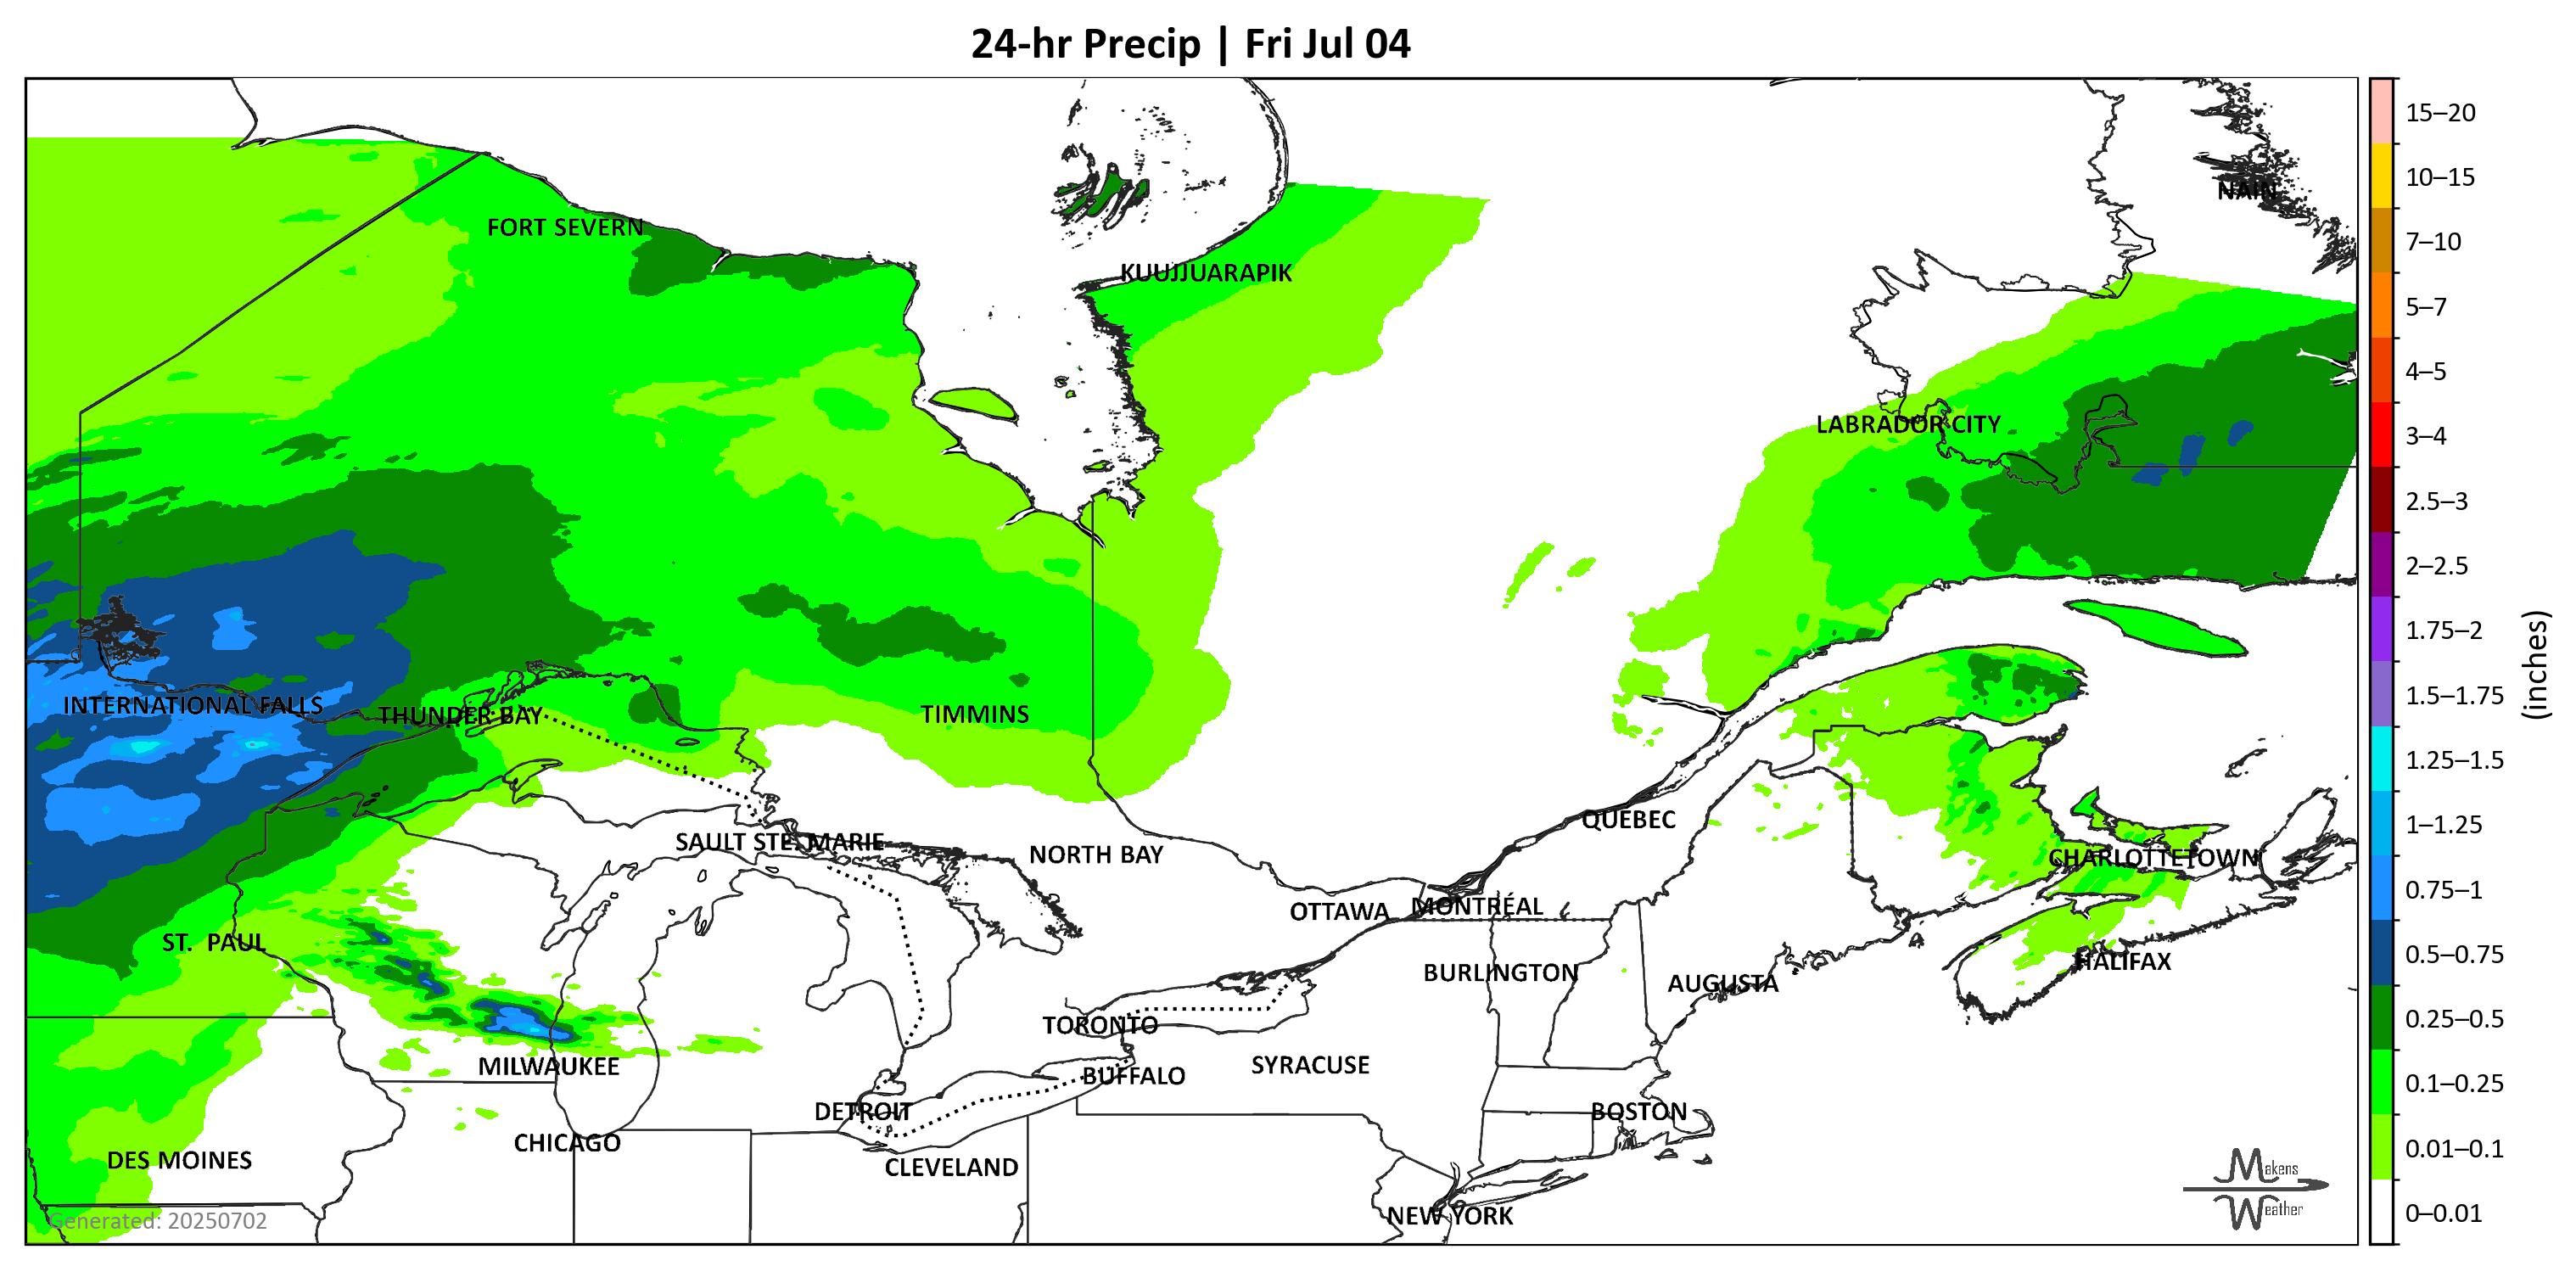 24-hr Precip | Fri Jul 04
15–20
10–15
7–10
5–7
4–5
3–4
2.5–3
2–2.5
1.75–2
1.5–1.75
1.25–1.5
1–1.25
0.75–1
0.5–0.75
0.25–0.5
0.1–0.25
0.01–0.1
0–0.01
(inches)
NAIN
FORT SEVERN
KUUJJUARAPIK
LABRADOR CITY
INTERNATIONAL FALLS
THUNDER BAY
TIMMINS
QUEBEC
SAULT STE. MARIE
NORTH BAY
CHARLOTTETOWN
OTTAWA
MONTRÉAL
ST. PAUL
HALIFAX
BURLINGTON
AUGUSTA
TORONTO
MILWAUKEE
SYRACUSE
BUFFALO
DETROIT
BOSTON
CHICAGO
DES MOINES
CLEVELAND
NEW YORK
Generated: 20250702
Makens
Weather